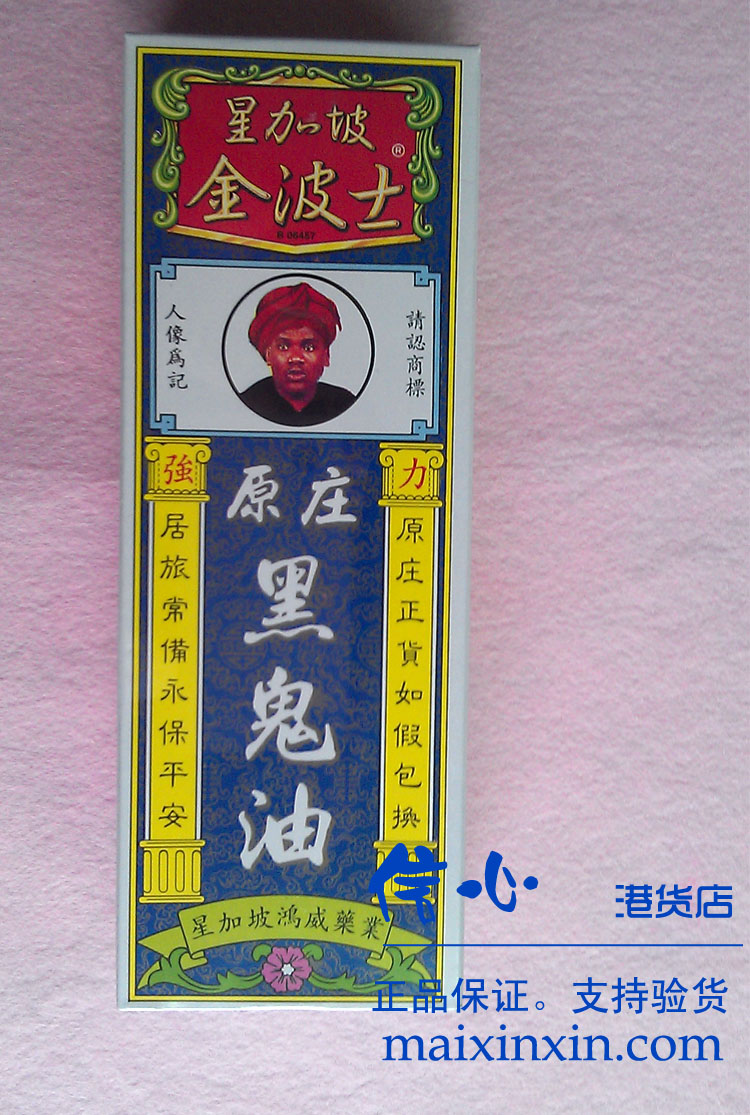 星加坡
金波士
®
B 06457
人像爲記
請認商標
強力
原庄
黑鬼油
居旅常備永保平安
原庄正貨如假包換
星加坡鴻威藥業
信心 港货店
正品保证。支持验货
maixinxin.com